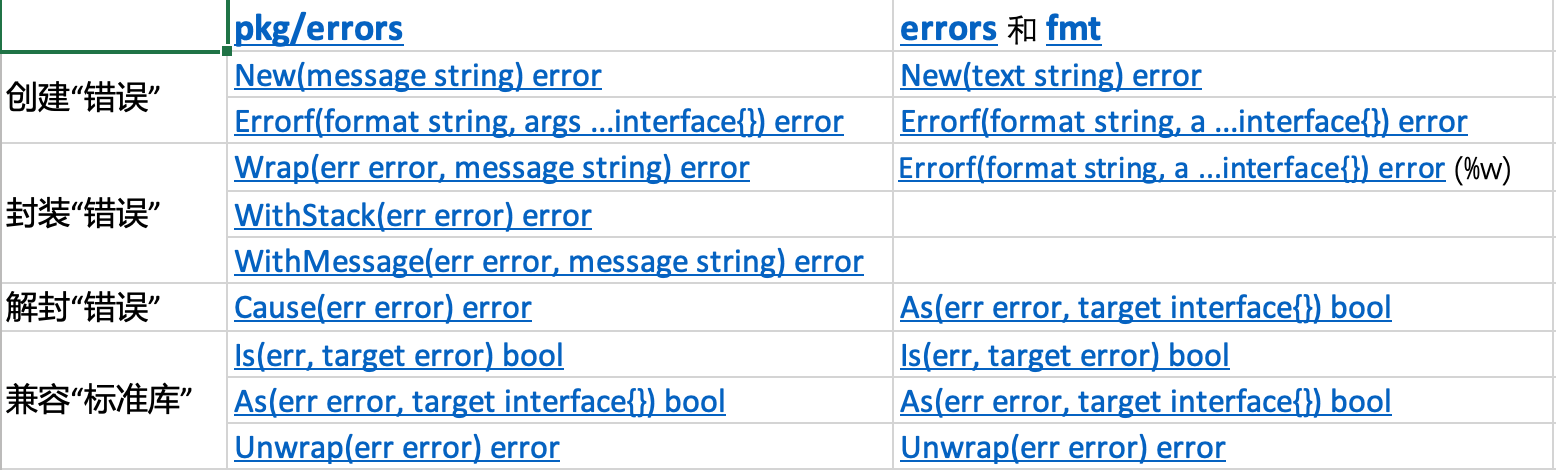 pkg/errors errors 和 fmt
创建“错误” New(message string) error New(text string) error
Errorf(format string, args ...interface{}) error Errorf(format string, a ...interface{}) error
封装“错误” Wrap(err error, message string) error Errorf(format string, a ...interface{}) error (%w)
WithStack(err error) error
WithMessage(err error, message string) error
解封“错误” Cause(err error) error As(err error, target interface{}) bool
兼容“标准库” Is(err, target error) bool Is(err, target error) bool
As(err error, target interface{}) bool As(err error, target interface{}) bool
Unwrap(err error) error Unwrap(err error) error